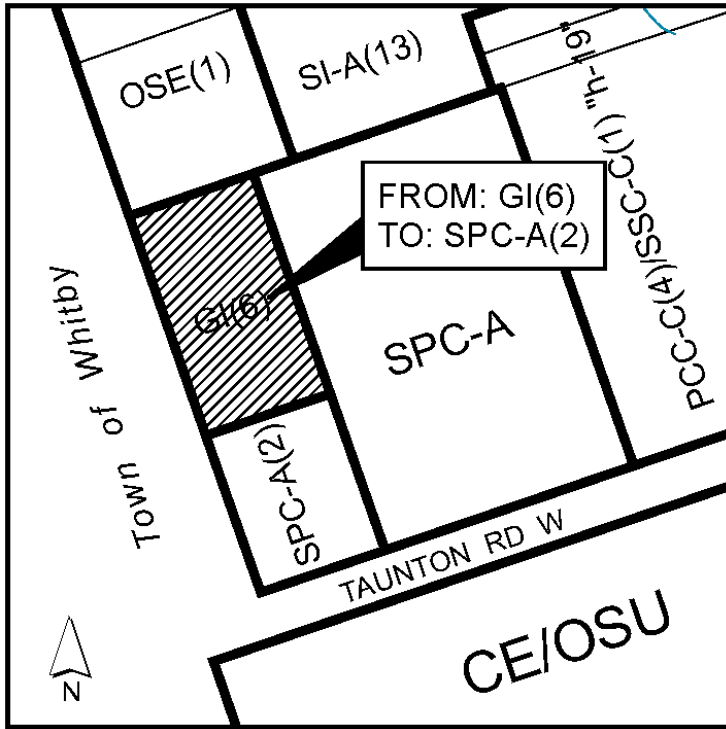 OSE(1)
SI-A(13)
PCC-C(4)/SSC-C(1) "h-19"
FROM: GI(6)
TO: SPC-A(2)
GI(6)
SPC-A
Town of Whitby
SPC-A(2)
TAUNTON RD W
CE/OSU
N